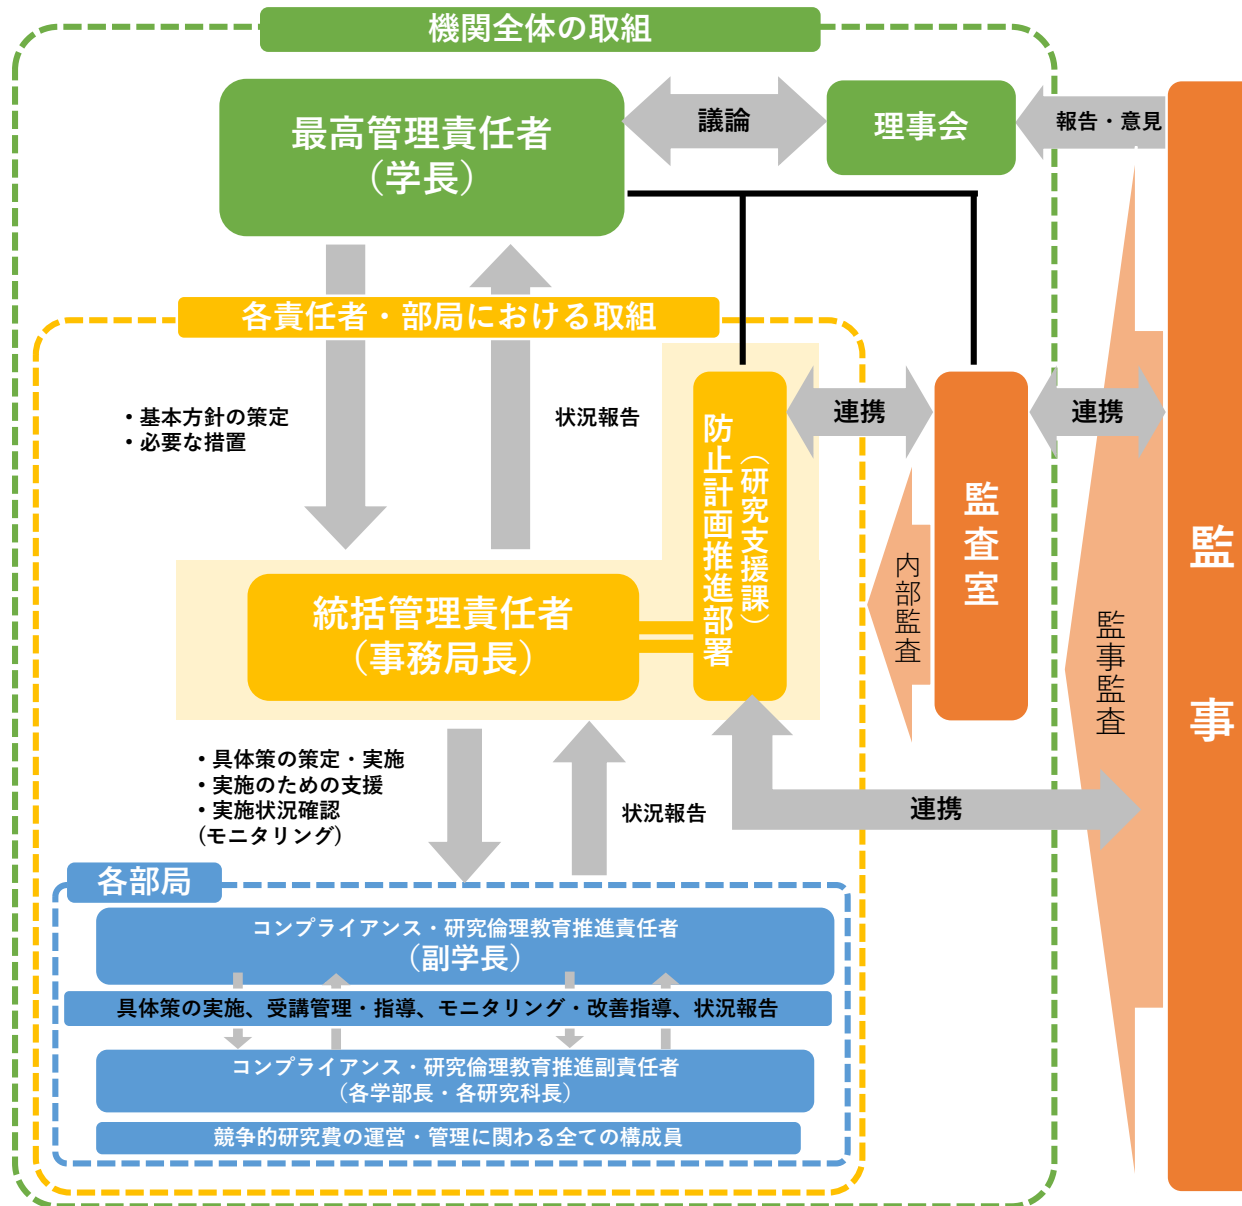 機関全体の取組
最高管理責任者
（学長）
議論
理事会
報告・意見
各責任者・部局における取組
・基本方針の策定
・必要な措置
状況報告
防止計画推進部署
（研究支援課）
連携
監査室
連携
監事
内部監査
監事監査
統括管理責任者
（事務局長）
・具体策の策定・実施
・実施のための支援
・実施状況確認
(モニタリング)
状況報告
連携
各部局
コンプライアンス・研究倫理教育推進責任者
（副学長）
具体策の実施、受講管理・指導、モニタリング・改善指導、状況報告
コンプライアンス・研究倫理教育推進副責任者
（各学部長・各研究科長）
競争的研究費の運営・管理に関わる全ての構成員